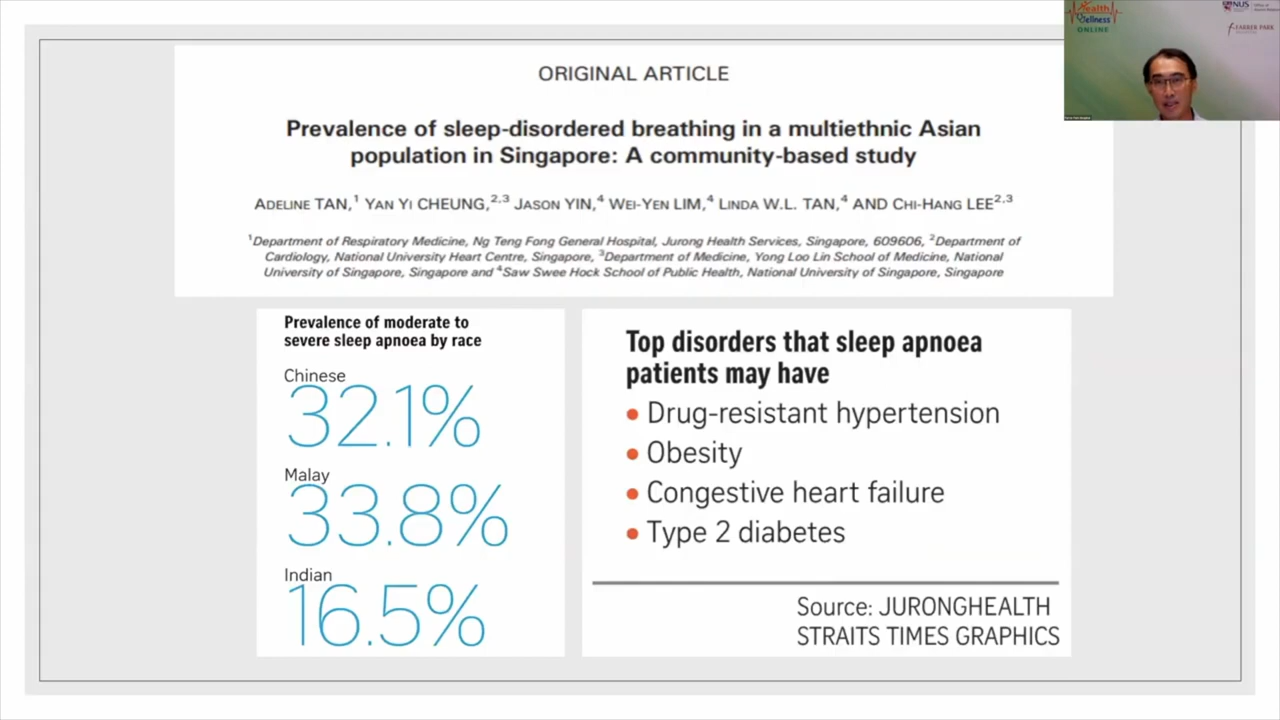 ORIGINAL ARTICLE
Prevalence of sleep-disordered breathing in a multiethnic Asian
population in Singapore: A community-based study
ADELINE TAN,1 YAN YI CHEUNG,2,3 JASON YIN,4 WEI-YEN LIM,4 LINDA W.L. TAN,4 AND CHI-HANG LEE2,3
1Department of Respiratory Medicine, Ng Teng Fong General Hospital, Jurong Health Services, Singapore, 609606, 2Department of
Cardiology, National University Heart Centre, Singapore, 3Department of Medicine, Yong Loo Lin School of Medicine, National
University of Singapore, Singapore and 4Saw Swee Hock School of Public Health, National University of Singapore, Singapore
Prevalence of moderate to
severe sleep apnoea by race
Chinese
32.1%
Malay
33.8%
Indian
16.5%
Top disorders that sleep apnoea
patients may have
• Drug-resistant hypertension
• Obesity
• Congestive heart failure
• Type 2 diabetes
Source: JURONGHEALTH
STRAITS TIMES GRAPHICS
Health
Wellness
ONLINE
NUS
FARRER PARK